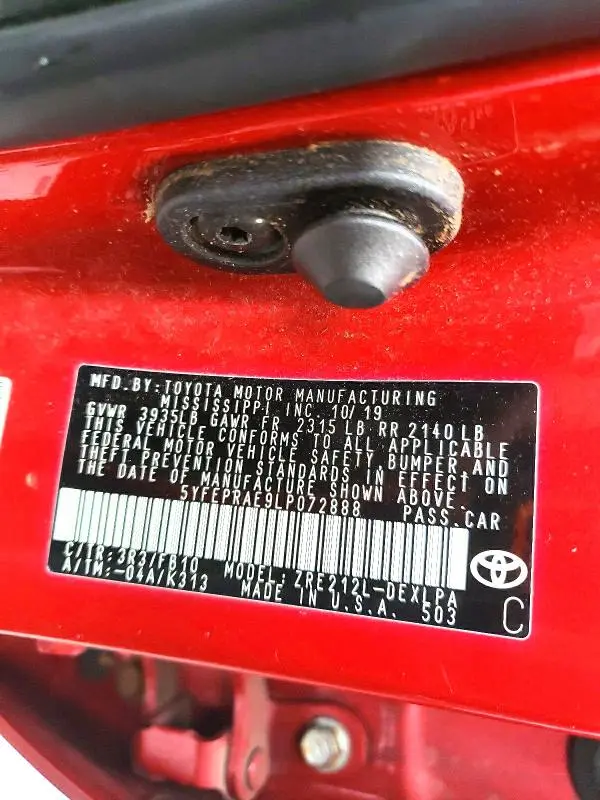 MFD. BY: TOYOTA MOTOR MANUFACTURING
MISSISSIPPI INC. 10/19
GVWR 3935LB GAWR FR 2315 LB RR 2140 LB
THIS VEHICLE CONFORMS TO ALL APPLICABLE
FEDERAL MOTOR VEHICLE SAFETY, BUMPER, AND
THEFT PREVENTION STANDARDS IN EFFECT ON
THE DATE OF MANUFACTURE SHOWN ABOVE.
5YFEPRAE9LP072888 PASS.CAR
C/TR:3R3/FB10 MODEL: ZRE212L-DEXLPA
A/TM:-04A/K313 MADE IN U.S.A. 503
C